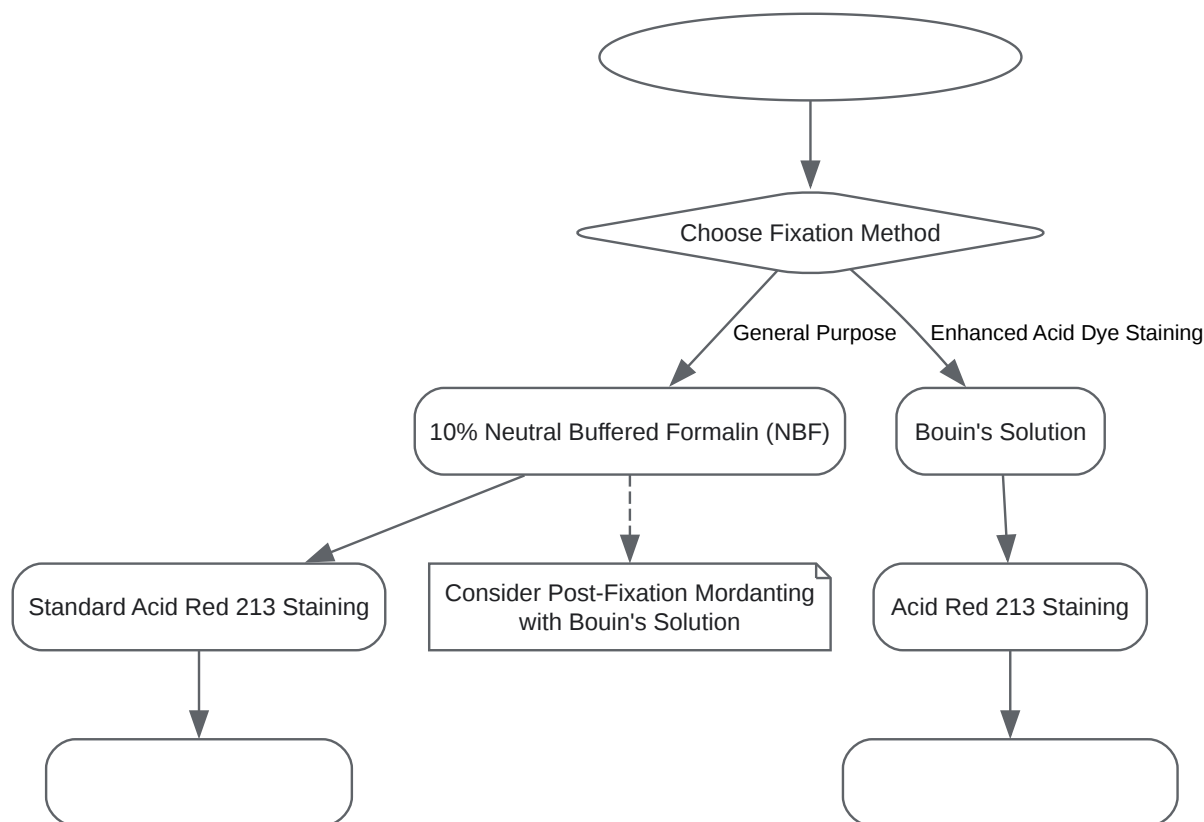 Choose Fixation Method
General Purpose
Enhanced Acid Dye Staining
10% Neutral Buffered Formalin (NBF)
Bouin's Solution
Standard Acid Red 213 Staining
Consider Post-Fixation Mordanting
with Bouin's Solution
Acid Red 213 Staining